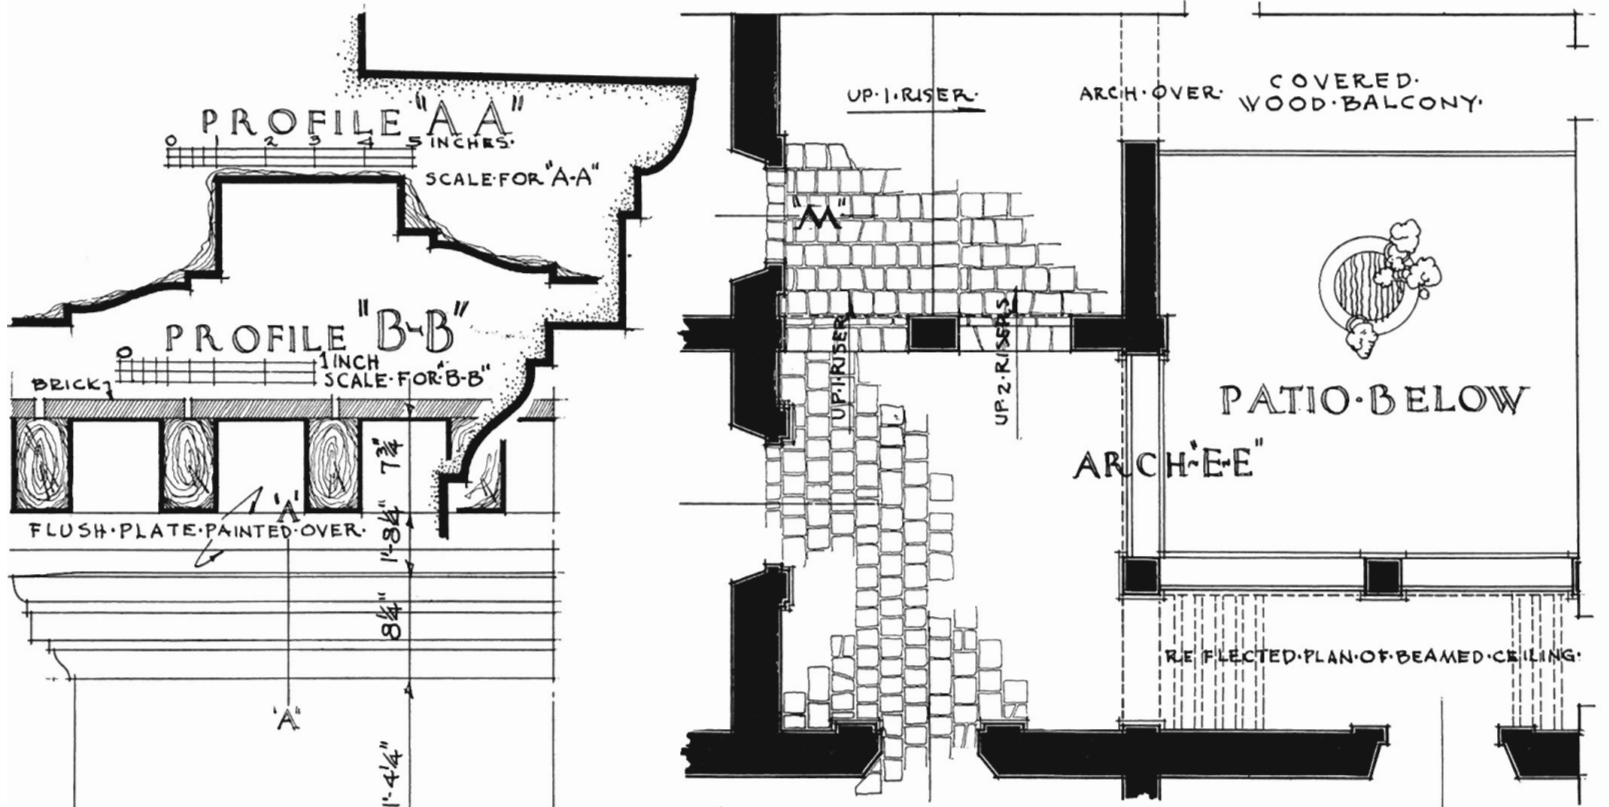 PROFILE "AA"
0 1 2 3 4 5 INCHES.
SCALE·FOR "A-A"
PROFILE "B-B"
0 1 INCH
SCALE·FOR "B-B"
BRICK
7¾"
"A"
FLUSH·PLATE·PAINTED·OVER·
1'-8¼"
8¼"
"A"
1'-4¼"
UP·1·RISER·
ARCH·OVER·
COVERED·
WOOD·BALCONY·
"M"
UP·1·RISER
UP·2·RISERS
PATIO·BELOW
ARCH·"E-E"
REFLECTED·PLAN·OF·BEAMED·CEILING·